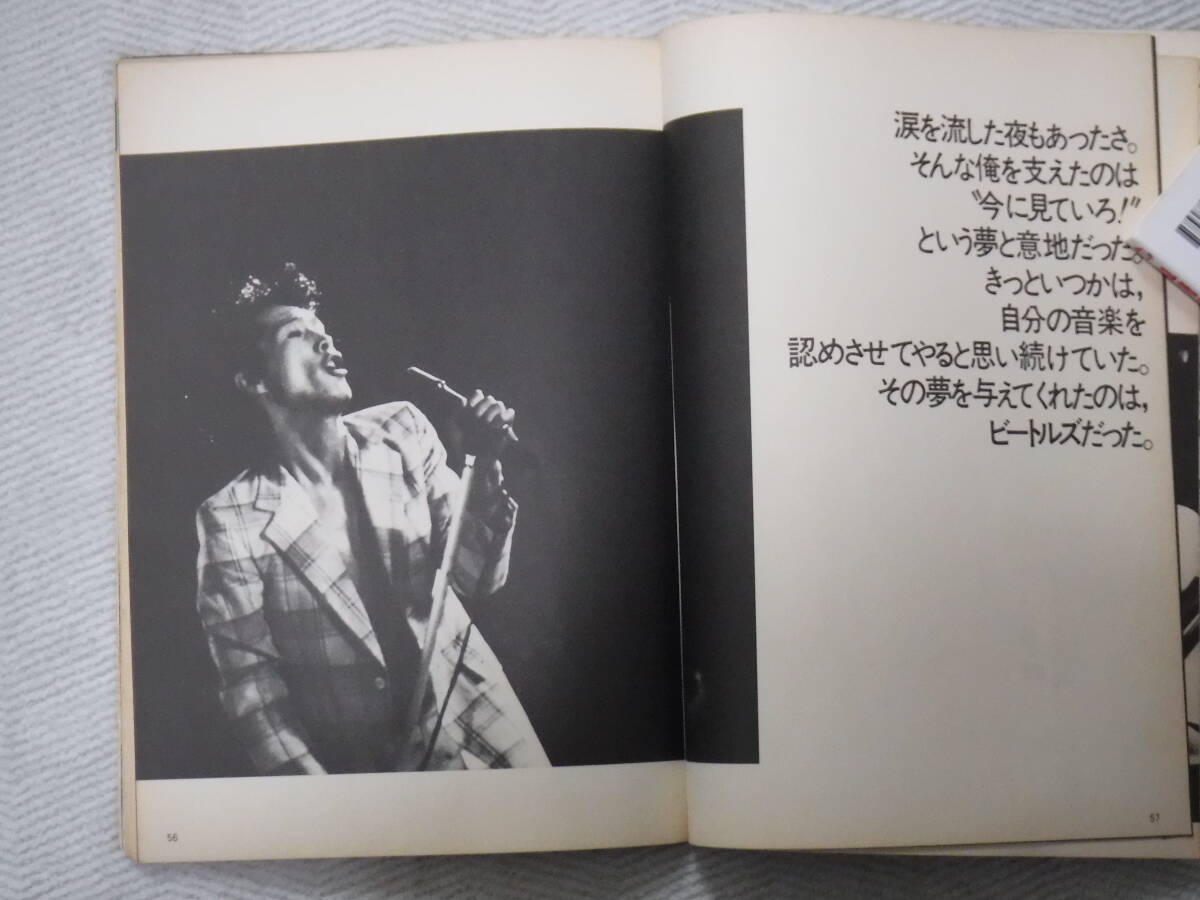 涙を流した夜もあったさ。
そんな俺を支えたのは
〝今に見ていろ!〟
という夢と意地だった。
きっといつかは,
自分の音楽を
認めさせてやると思い続けていた。
その夢を与えてくれたのは,
ビートルズだった。
56
57